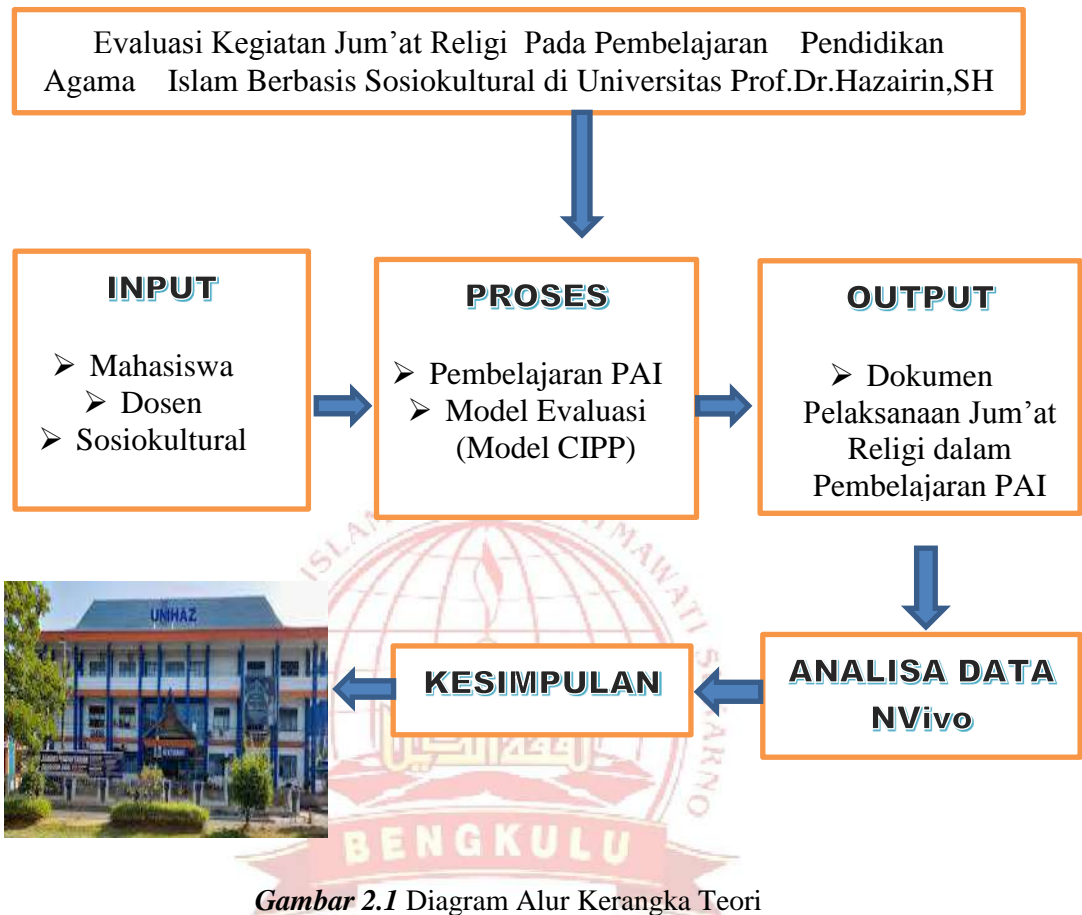 Evaluasi Kegiatan Jum’at Religi Pada Pembelajaran Pendidikan
Agama Islam Berbasis Sosiokultural di Universitas Prof.Dr.Hazairin,SH
INPUT
➢ Mahasiswa
➢ Dosen
➢ Sosiokultural
PROSES
➢ Pembelajaran PAI
➢ Model Evaluasi
(Model CIPP)
OUTPUT
➢ Dokumen
Pelaksanaan Jum’at
Religi dalam
Pembelajaran PAI
ANALISA DATA
NVivo
KESIMPULAN
UNIHAZ
BENGKULU
Gambar 2.1 Diagram Alur Kerangka Teori